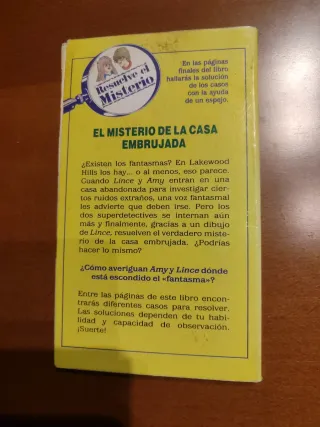 Resuelve el
Misterio
En las páginas
finales del libro
hallarás la solución
de los casos
con la ayuda
de un espejo.
EL MISTERIO DE LA CASA
EMBRUJADA
¿Existen los fantasmas? En Lakewood
Hills los hay... o al menos, eso parece.
Cuando Lince y Amy entran en una
casa abandonada para investigar cier-
tos ruidos extraños, una voz fantasmal
les advierte que deben irse. Pero los
dos superdetectives se internan aún
más y finalmente, gracias a un dibujo
de Lince, resuelven el verdadero miste-
rio de la casa embrujada. ¿Podrías
hacer lo mismo?
¿Cómo averiguan Amy y Lince dónde
está escondido el «fantasma»?
Entre las páginas de este libro encon-
trarás diferentes casos para resolver.
Las soluciones dependen de tu habi-
lidad y capacidad de observación.
¡Suerte!